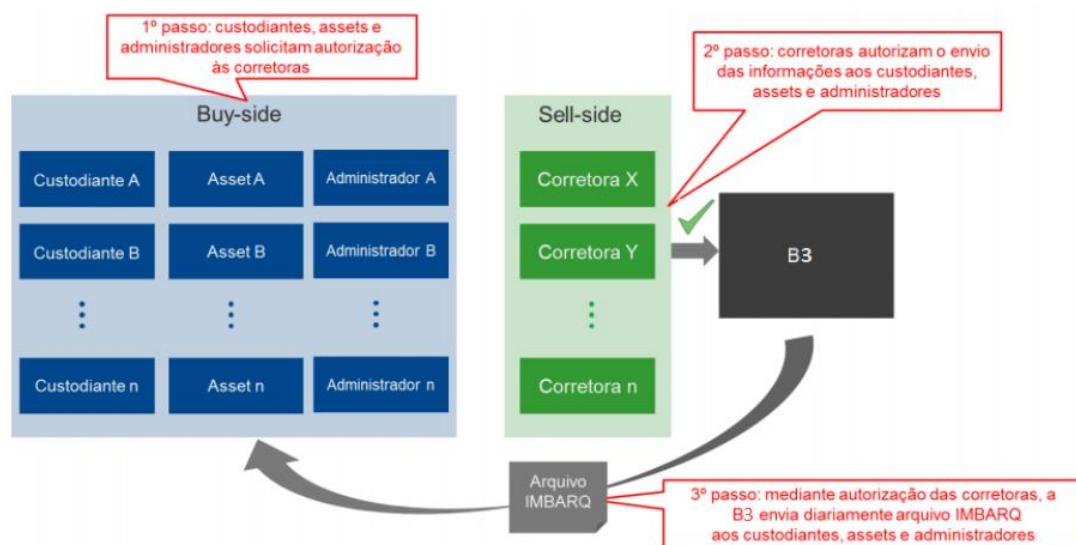 1º passo: custodiantes, assets e
administradores solicitam autorização
às corretoras
2º passo: corretoras autorizam o envio
das informações aos custodiantes,
assets e administradores
Buy-side
Sell-side
Custodiante A
Asset A
Administrador A
Corretora X
Custodiante B
Asset B
Administrador B
Corretora Y
B3
Custodiante n
Asset n
Administrador n
Corretora n
Arquivo
IMBARQ
3º passo: mediante autorização das corretoras, a
B3 envia diariamente arquivo IMBARQ
aos custodiantes, assets e administradores